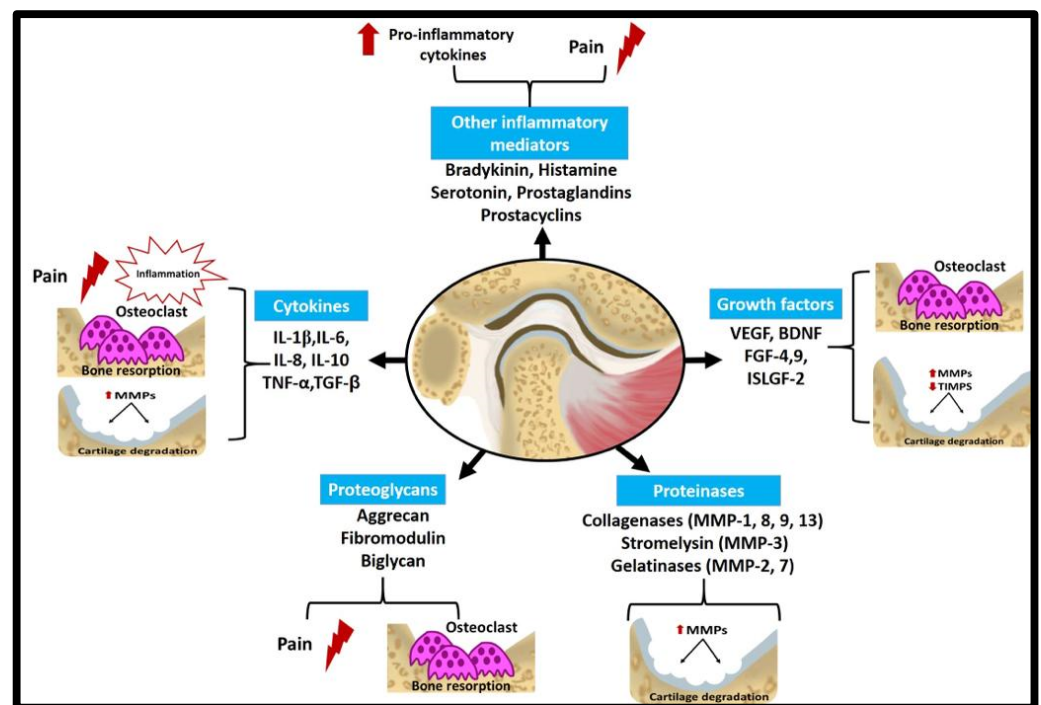 Pro-inflammatory
cytokines
Pain
Other inflammatory
mediators
Bradykinin, Histamine
Serotonin, Prostaglandins
Prostacyclins
Pain
Inflammation
Osteoclast
Bone resorption
MMPs
Cartilage degradation
Cytokines
IL-1β,IL-6,
IL-8, IL-10
TNF-α,TGF-β
Growth factors
VEGF, BDNF
FGF-4,9,
ISLGF-2
Osteoclast
Bone resorption
MMPs
TIMPS
Cartilage degradation
Proteoglycans
Aggrecan
Fibromodulin
Biglycan
Pain
Osteoclast
Bone resorption
Proteinases
Collagenases (MMP-1, 8, 9, 13)
Stromelysin (MMP-3)
Gelatinases (MMP-2, 7)
MMPs
Cartilage degradation